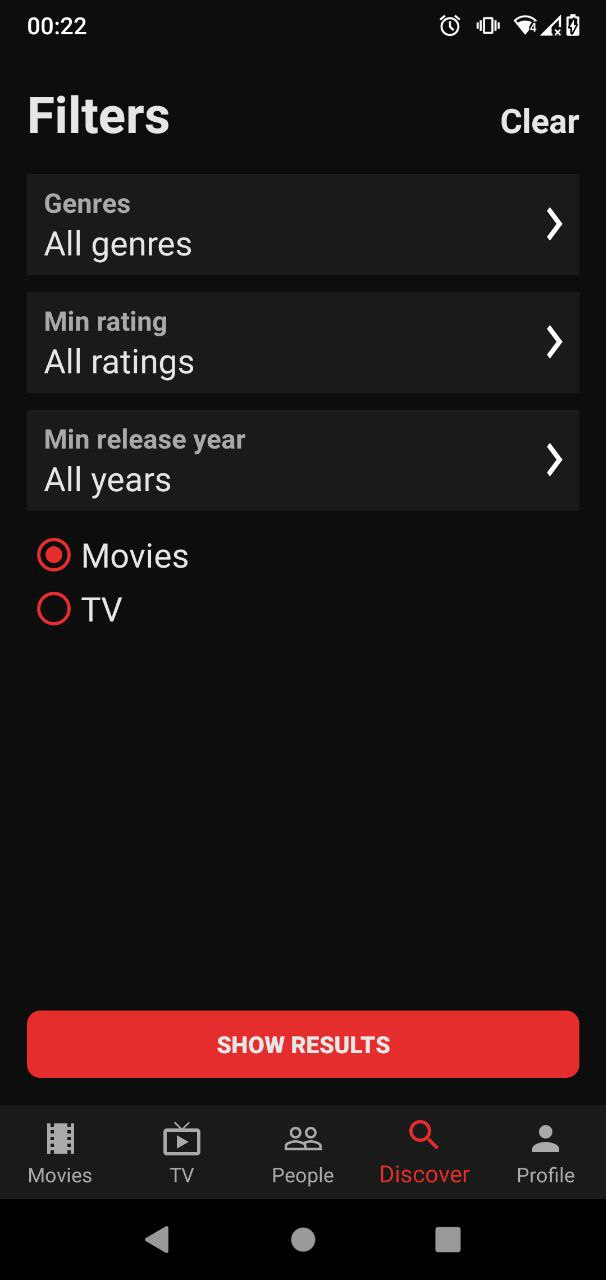 00:22
4
Filters
Clear
Genres
All genres
Min rating
All ratings
Min release year
All years
Movies
TV
SHOW RESULTS
Movies
TV
People
Discover
Profile